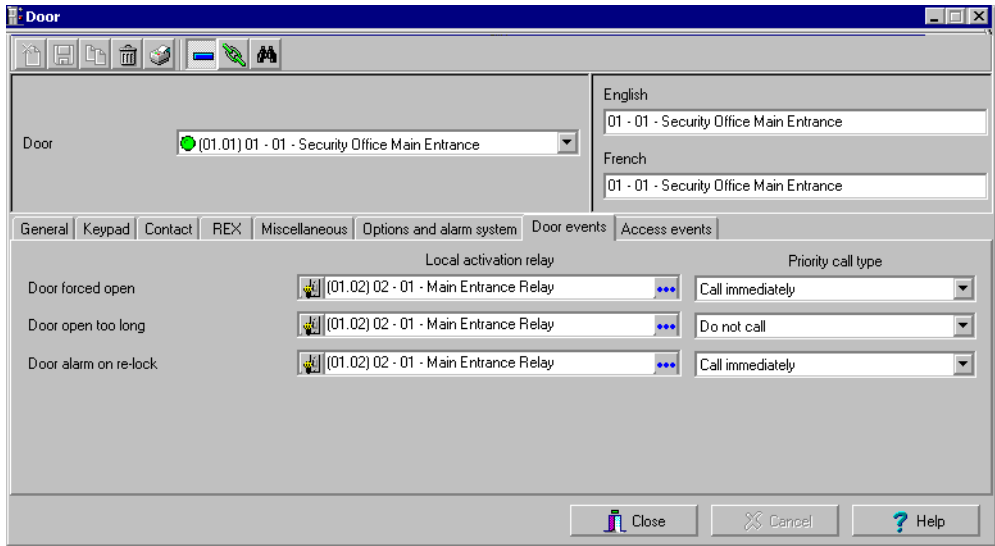 Door
English
01 - 01 - Security Office Main Entrance
Door (01.01) 01 - 01 - Security Office Main Entrance
French
01 - 01 - Security Office Main Entrance
General Keypad Contact REX Miscellaneous Options and alarm system Door events Access events
Local activation relay Priority call type
Door forced open (01.02) 02 - 01 - Main Entrance Relay Call immediately
Door open too long (01.02) 02 - 01 - Main Entrance Relay Do not call
Door alarm on re-lock (01.02) 02 - 01 - Main Entrance Relay Call immediately
Close Cancel Help